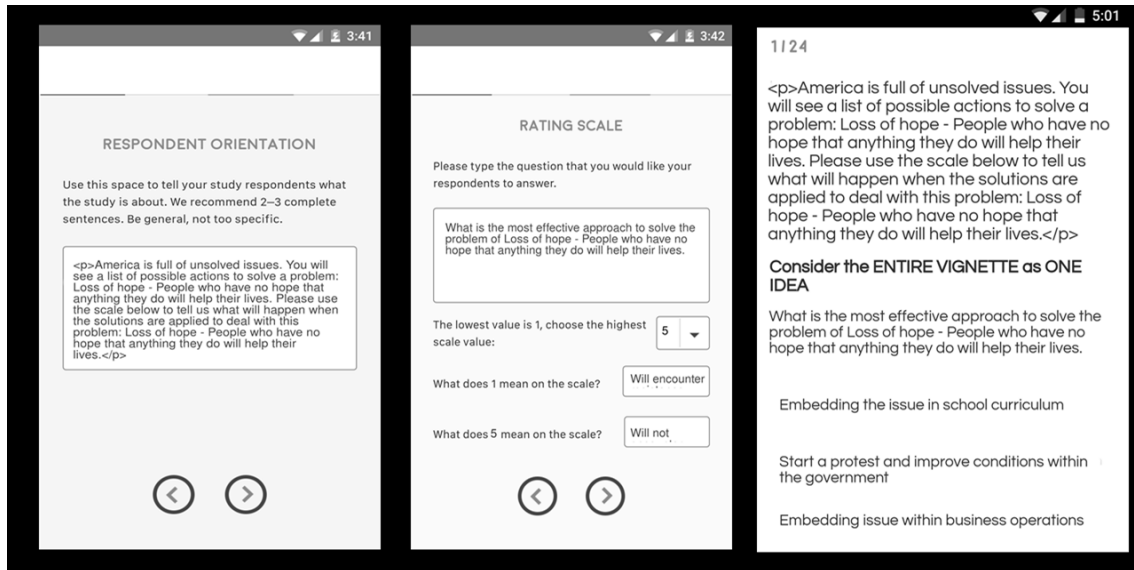 3:41
RESPONDENT ORIENTATION
Use this space to tell your study respondents what
the study is about. We recommend 2–3 complete
sentences. Be general, not too specific.
<p>America is full of unsolved issues. You will
see a list of possible actions to solve a problem:
Loss of hope - People who have no hope that
anything they do will help their lives. Please use
the scale below to tell us what will happen when
the solutions are applied to deal with this
problem: Loss of hope - People who have no
hope that anything they do will help their
lives.</p>
3:42
RATING SCALE
Please type the question that you would like your
respondents to answer.
What is the most effective approach to solve the
problem of Loss of hope - People who have no
hope that anything they do will help their lives.
The lowest value is 1, choose the highest
scale value:
5
What does 1 mean on the scale?
Will encounter
What does 5 mean on the scale?
Will not
5:01
1/24
<p>America is full of unsolved issues. You
will see a list of possible actions to solve a
problem: Loss of hope - People who have no
hope that anything they do will help their
lives. Please use the scale below to tell us
what will happen when the solutions are
applied to deal with this problem: Loss of
hope - People who have no hope that
anything they do will help their lives.</p>
Consider the ENTIRE VIGNETTE as ONE
IDEA
What is the most effective approach to solve the
problem of Loss of hope - People who have no
hope that anything they do will help their lives.
Embedding the issue in school curriculum
Start a protest and improve conditions within
the government
Embedding issue within business operations